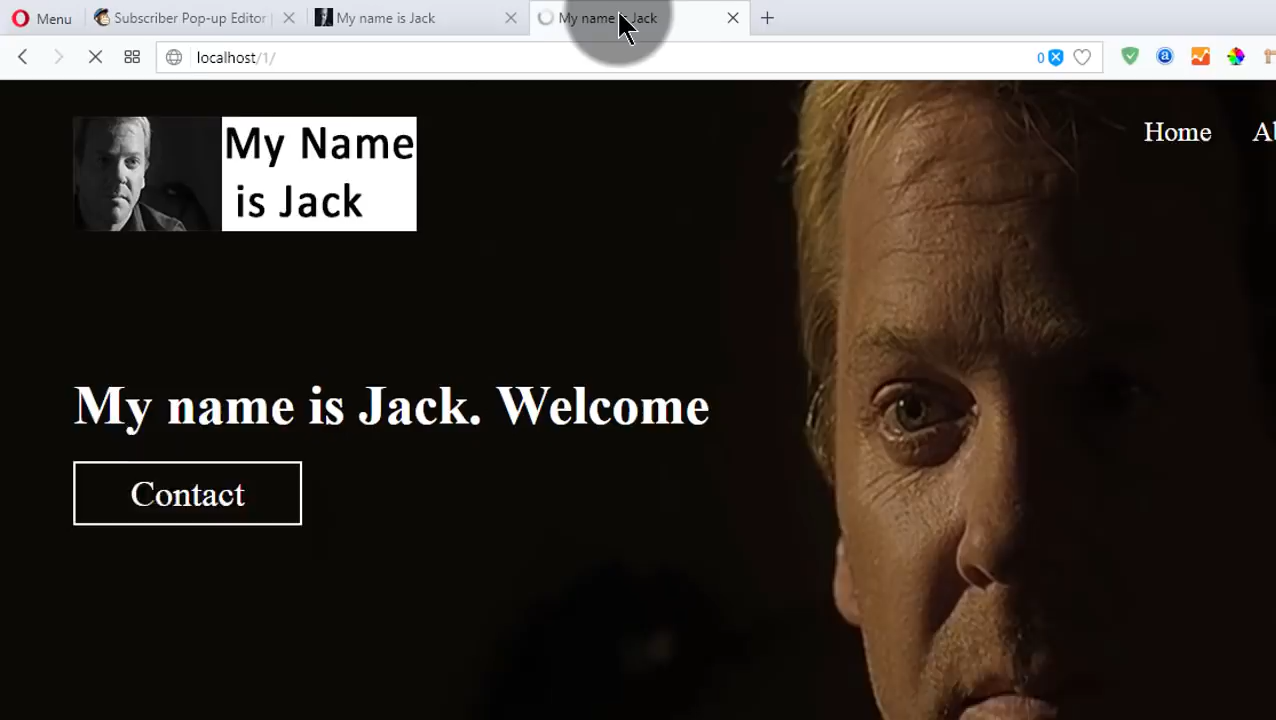 Menu
Subscriber Pop-up Editor
My name is Jack
My name is Jack
localhost/1/
0
My Name
is Jack
Home
My name is Jack. Welcome
Contact